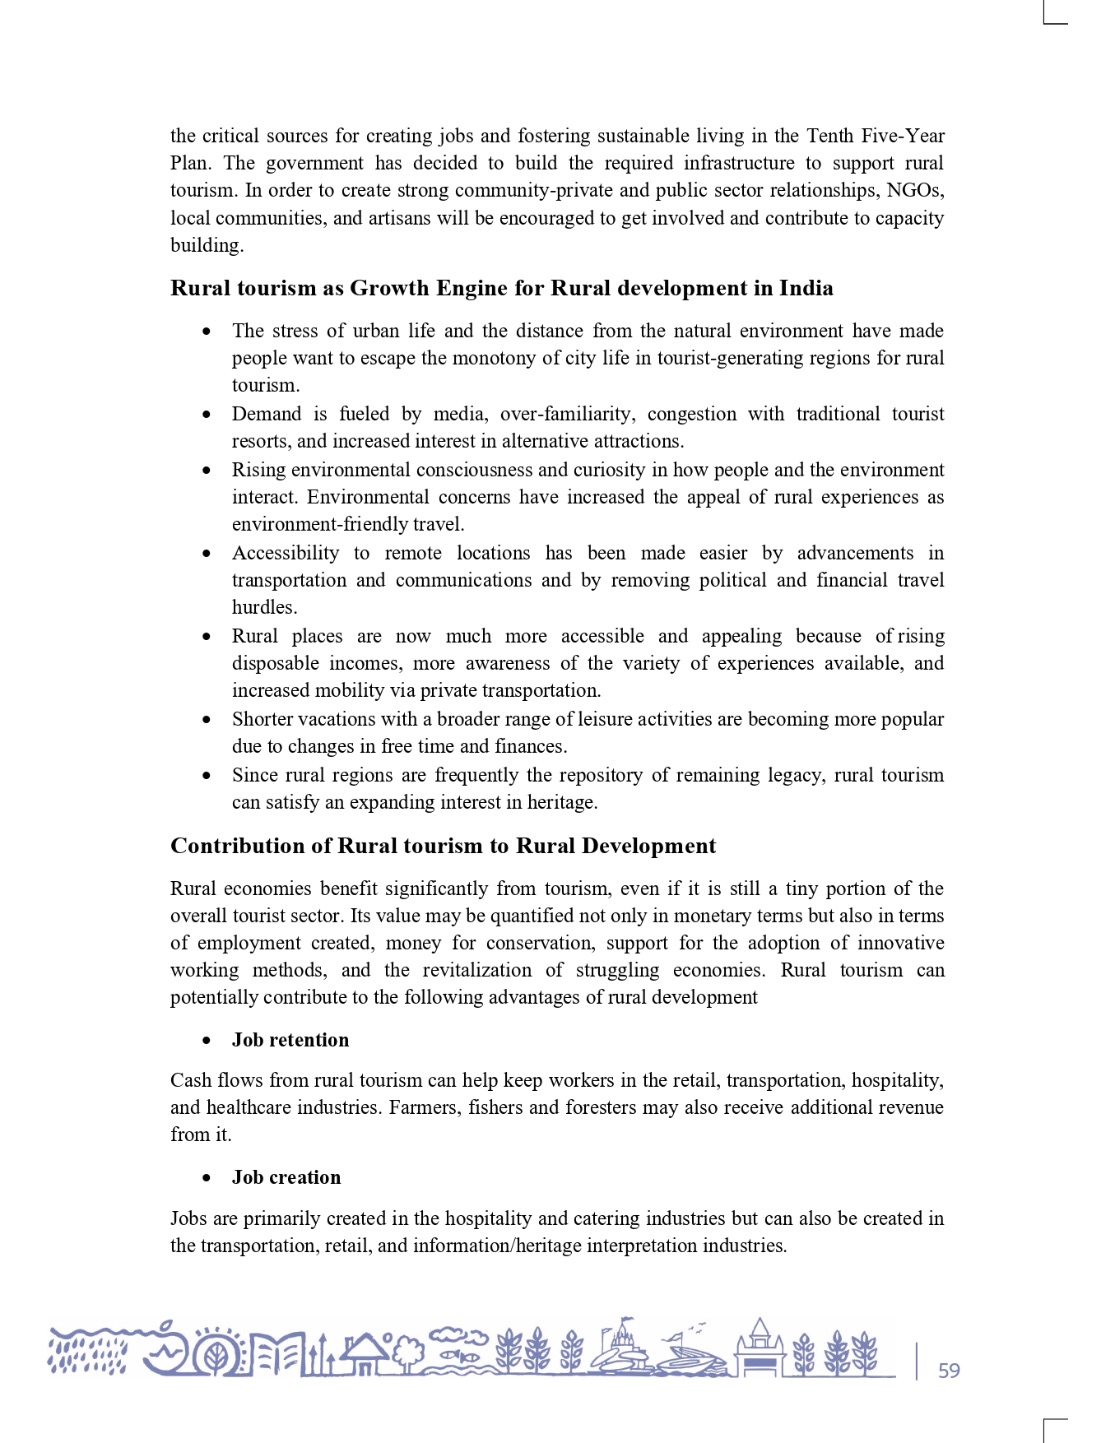 the critical sources for creating jobs and fostering sustainable living in the Tenth Five-Year
Plan. The government has decided to build the required infrastructure to support rural
tourism. In order to create strong community-private and public sector relationships, NGOs,
local communities, and artisans will be encouraged to get involved and contribute to capacity
building.
Rural tourism as Growth Engine for Rural development in India
• The stress of urban life and the distance from the natural environment have made
people want to escape the monotony of city life in tourist-generating regions for rural
tourism.
• Demand is fueled by media, over-familiarity, congestion with traditional tourist
resorts, and increased interest in alternative attractions.
• Rising environmental consciousness and curiosity in how people and the environment
interact. Environmental concerns have increased the appeal of rural experiences as
environment-friendly travel.
• Accessibility to remote locations has been made easier by advancements in
transportation and communications and by removing political and financial travel
hurdles.
• Rural places are now much more accessible and appealing because of rising
disposable incomes, more awareness of the variety of experiences available, and
increased mobility via private transportation.
• Shorter vacations with a broader range of leisure activities are becoming more popular
due to changes in free time and finances.
• Since rural regions are frequently the repository of remaining legacy, rural tourism
can satisfy an expanding interest in heritage.
Contribution of Rural tourism to Rural Development
Rural economies benefit significantly from tourism, even if it is still a tiny portion of the
overall tourist sector. Its value may be quantified not only in monetary terms but also in terms
of employment created, money for conservation, support for the adoption of innovative
working methods, and the revitalization of struggling economies. Rural tourism can
potentially contribute to the following advantages of rural development
• Job retention
Cash flows from rural tourism can help keep workers in the retail, transportation, hospitality,
and healthcare industries. Farmers, fishers and foresters may also receive additional revenue
from it.
• Job creation
Jobs are primarily created in the hospitality and catering industries but can also be created in
the transportation, retail, and information/heritage interpretation industries.
59